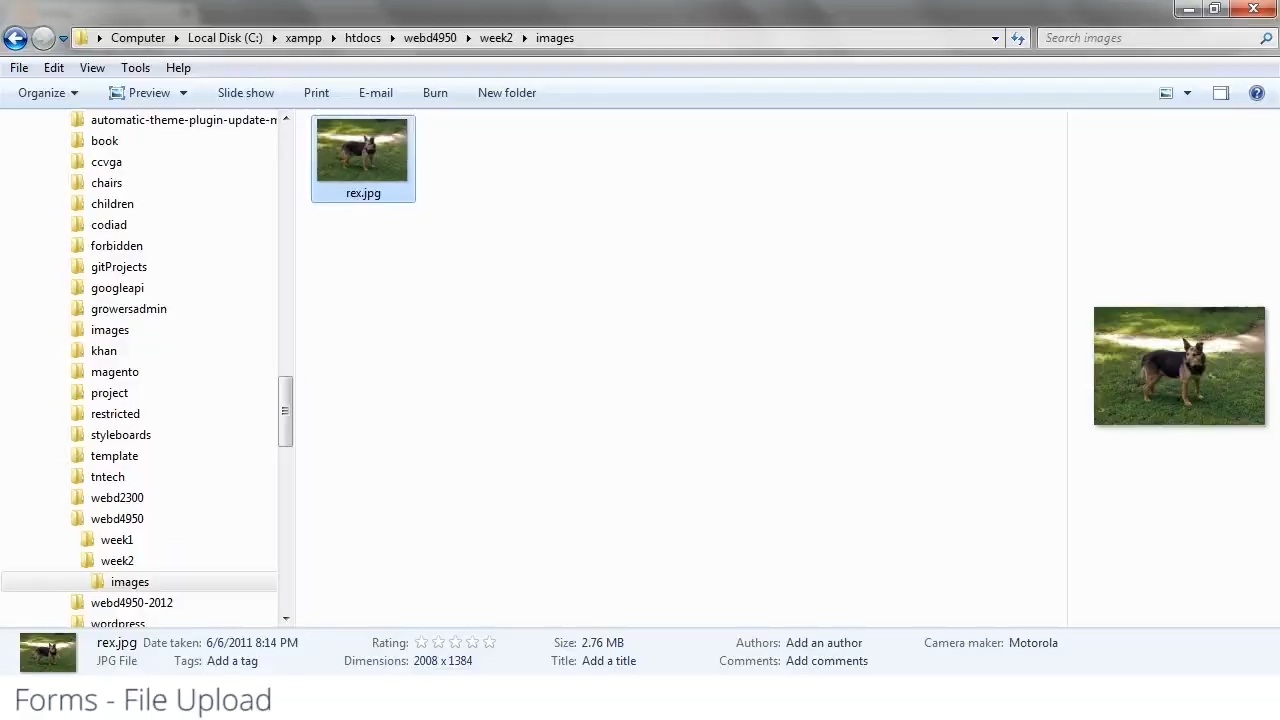 Computer Local Disk (C:) xampp htdocs webd4950 week2 images
Search images
File Edit View Tools Help
Organize Preview Slide show Print E-mail Burn New folder
automatic-theme-plugin-update-m
book
ccvga
chairs
children
codiad
forbidden
gitProjects
googleapi
growersadmin
images
khan
magento
project
restricted
styleboards
template
tntech
webd2300
webd4950
week1
week2
images
webd4950-2012
wordpress
rex.jpg
rex.jpg Date taken: 6/6/2011 8:14 PM Rating: Size: 2.76 MB Authors: Add an author Camera maker: Motorola
JPG File Tags: Add a tag Dimensions: 2008 x 1384 Title: Add a title Comments: Add comments
Forms - File Upload